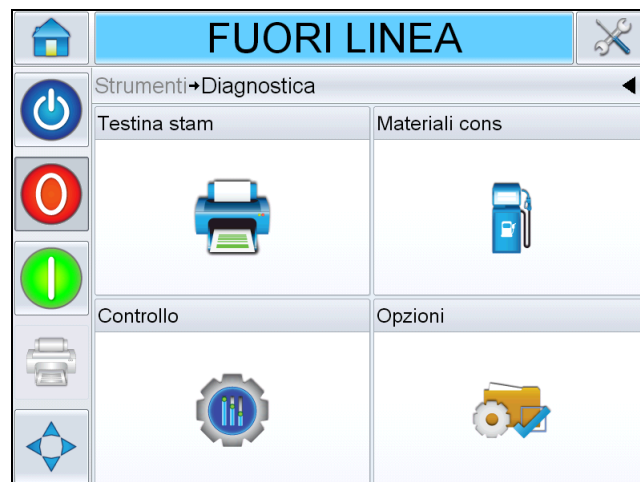 FUORI LINEA
Strumenti→Diagnostica
Testina stam
Materiali cons
Controllo
Opzioni